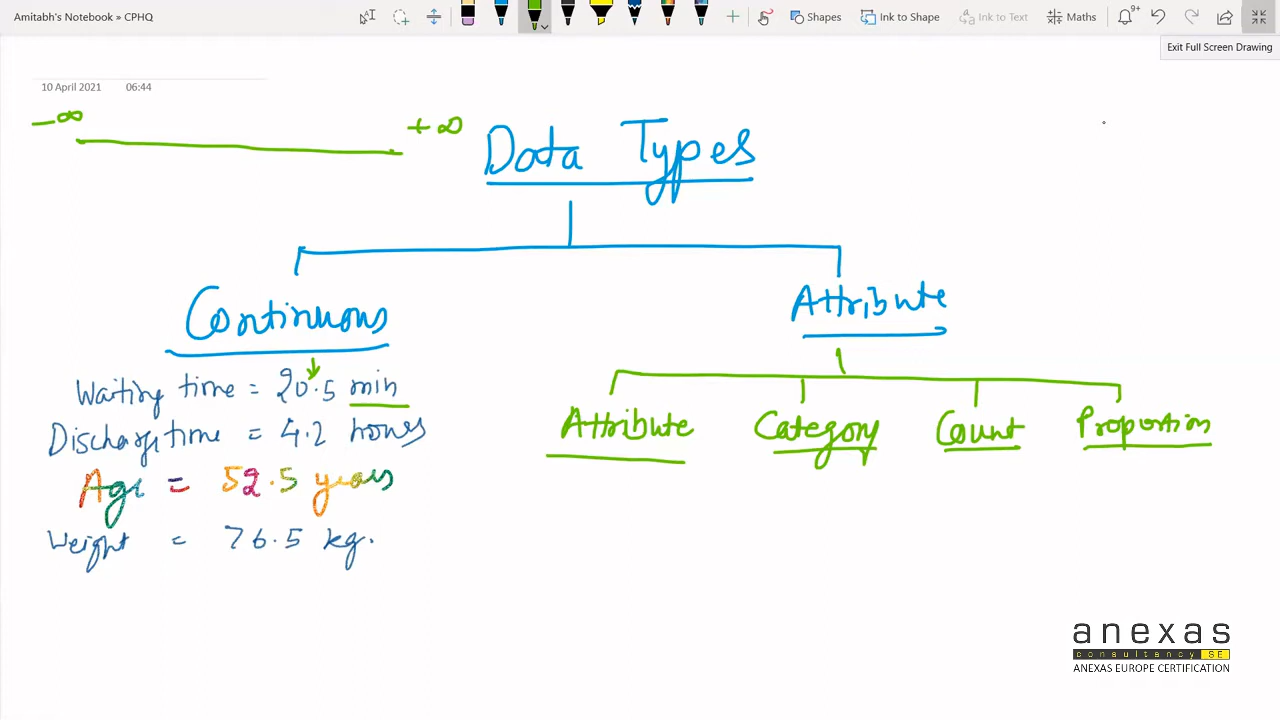 Amitabh's Notebook » CPHQ
Shapes
Ink to Shape
Ink to Text
Maths
9+
Exit Full Screen Drawing
10 April 2021 06:44
-∞ +∞
Data Types
Continuous
Attribute
Waiting time = 20.5 min
Discharge time = 4.2 hours
Age = 52.5 years
Weight = 76.5 kg.
Attribute Category Count Proportion
anexas
consultancy SE
ANEXAS EUROPE CERTIFICATION